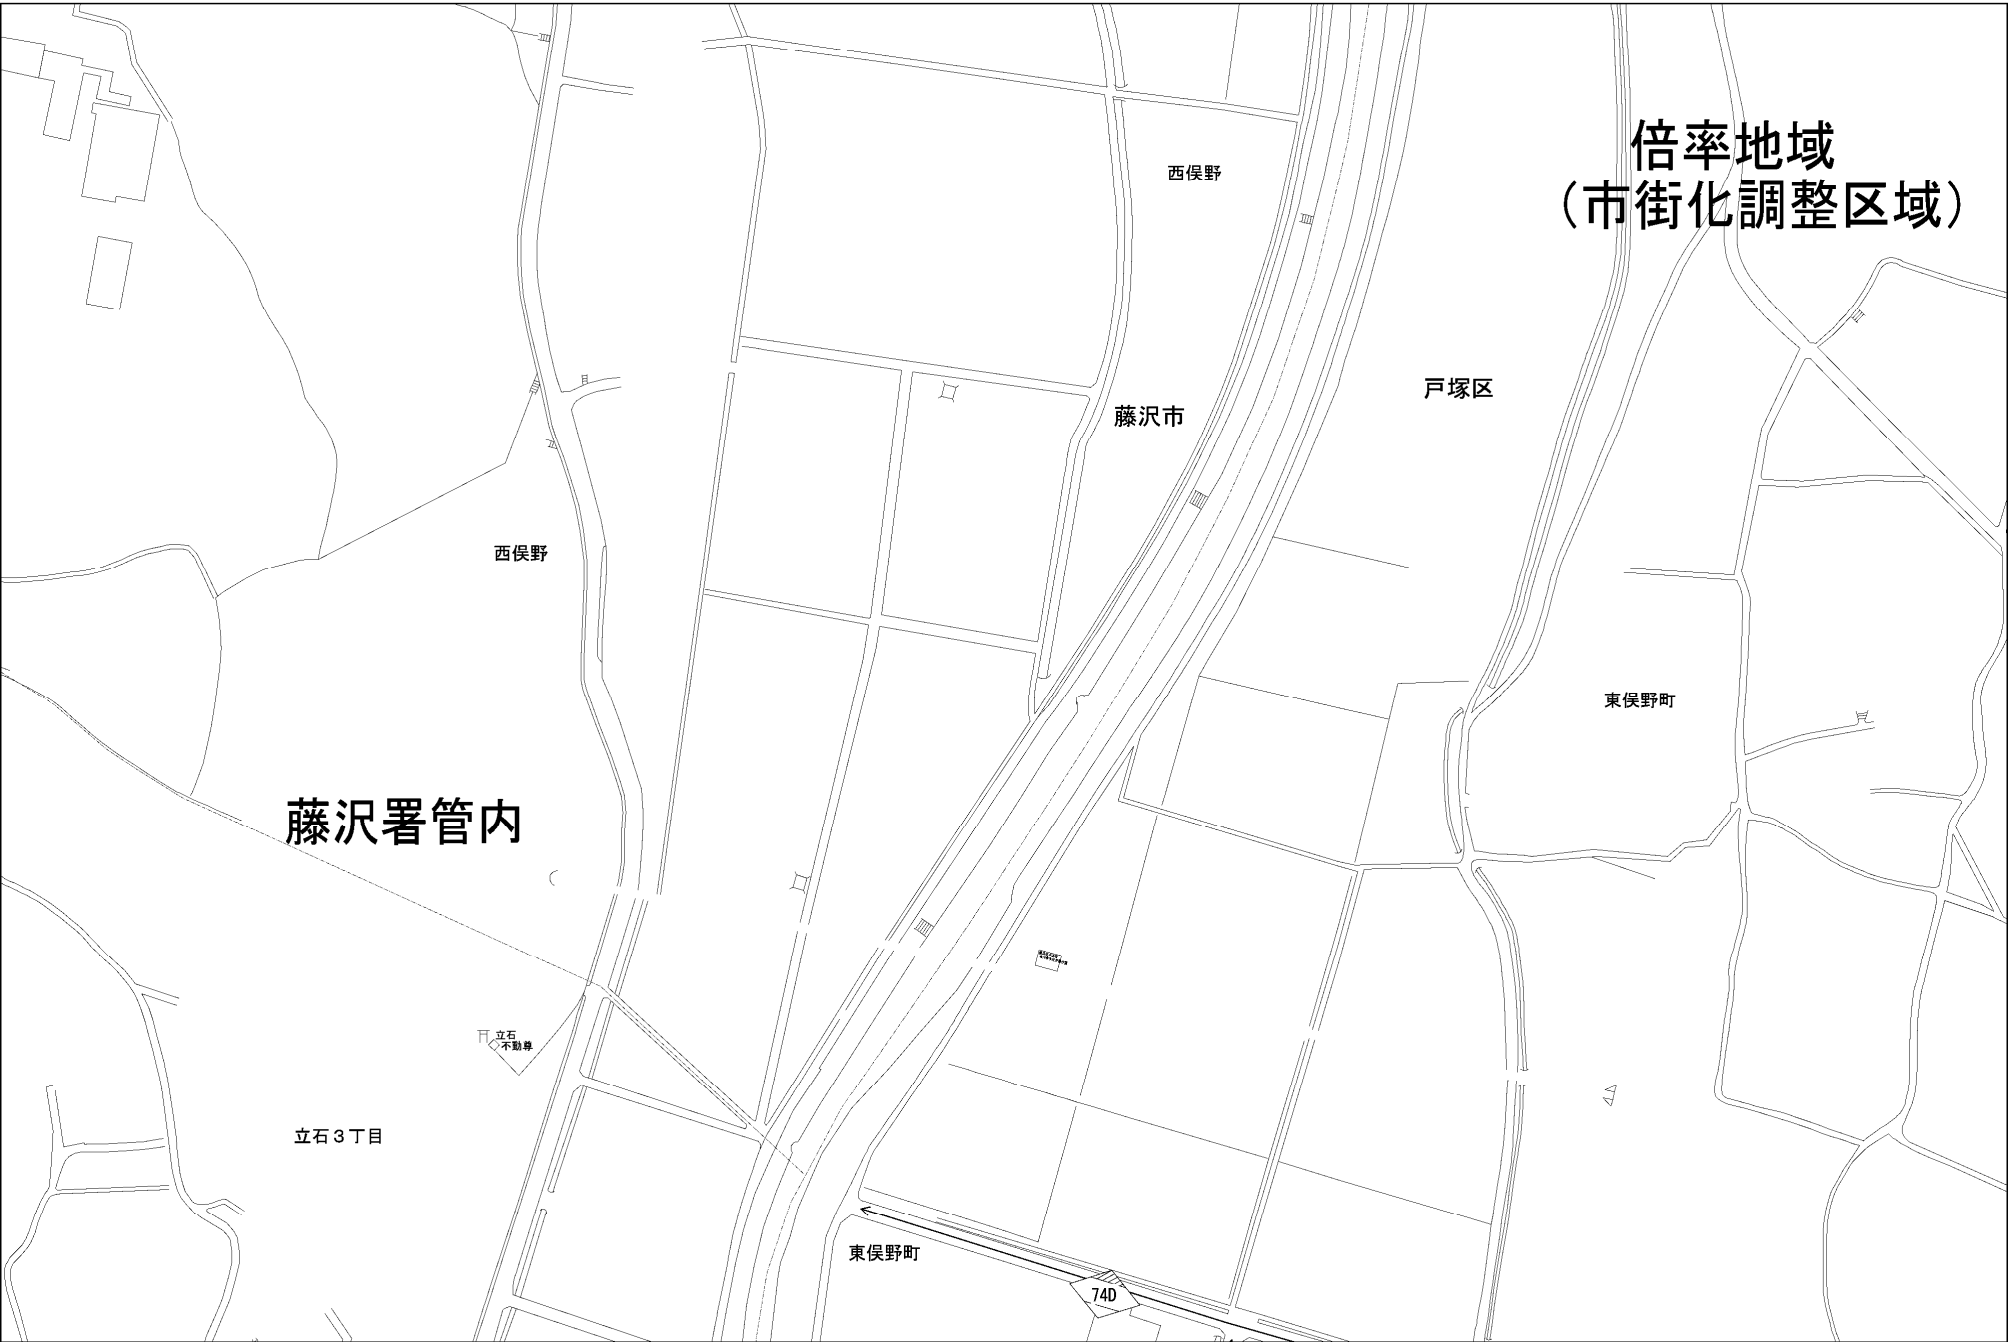 倍率地域
（市街化調整区域）
西俣野
戸塚区
藤沢市
西俣野
東俣野町
藤沢署管内
立石
不動尊
立石３丁目
東俣野町
74D